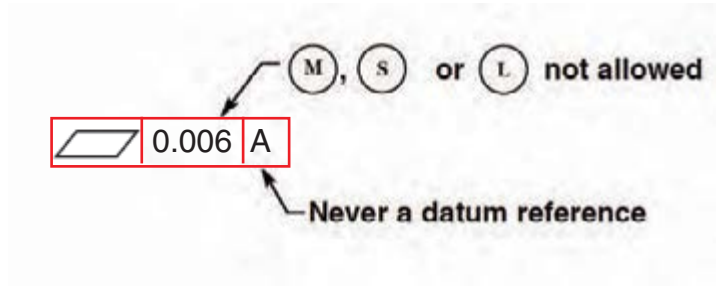 Ⓜ, Ⓢ or Ⓛ not allowed
0.006 A
Never a datum reference